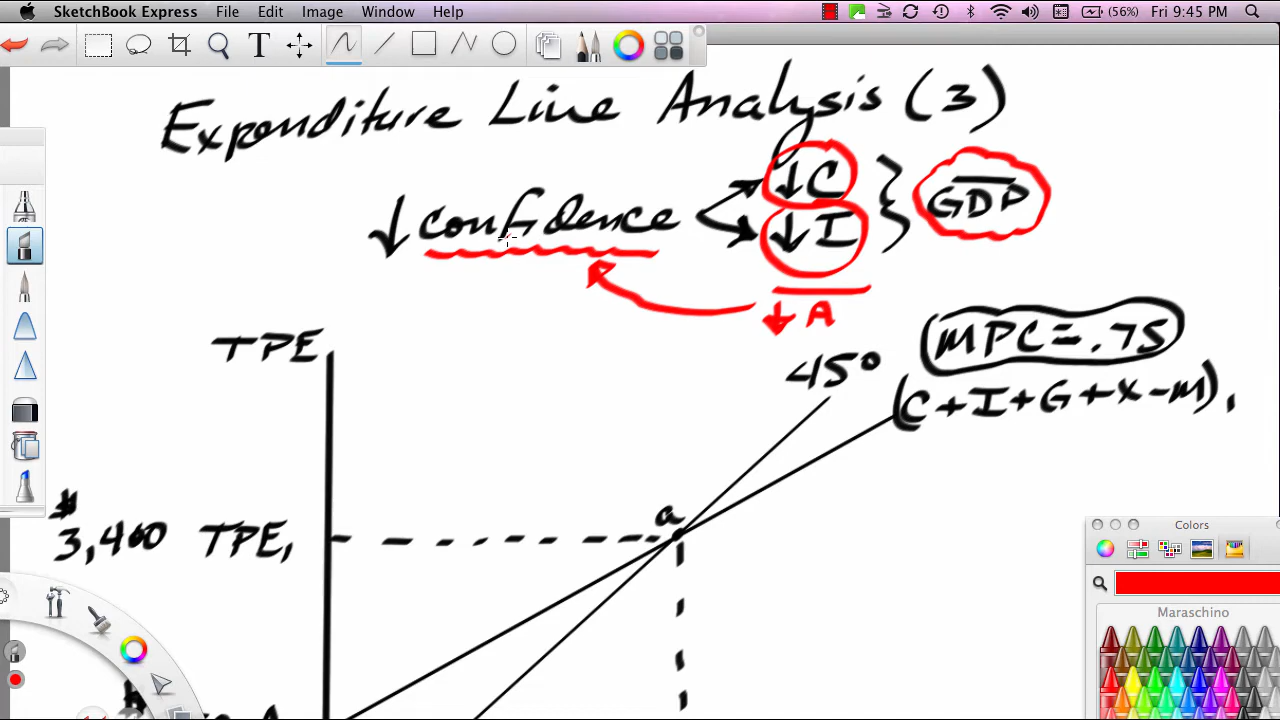 SketchBook Express File Edit Image Window Help (56%) Fri 9:45 PM
T
Expenditure Line Analysis (3)
↓ C
↓ confidence } GDP
↓ I
↓ A
TPE
MPC = .75
45°
(C + I + G + X - M)₁
a
$
3,400 TPE₁
Colors
Maraschino